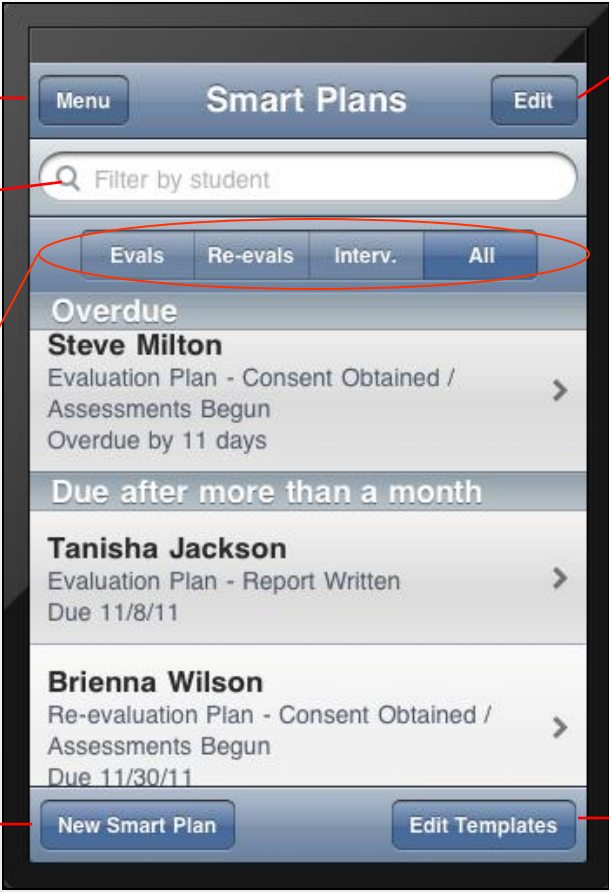 Menu Smart Plans Edit
Filter by student
Evals Re-evals Interv. All
Overdue
Steve Milton
Evaluation Plan - Consent Obtained /
Assessments Begun
Overdue by 11 days
Due after more than a month
Tanisha Jackson
Evaluation Plan - Report Written
Due 11/8/11
Brienna Wilson
Re-evaluation Plan - Consent Obtained /
Assessments Begun
Due 11/30/11
New Smart Plan Edit Templates